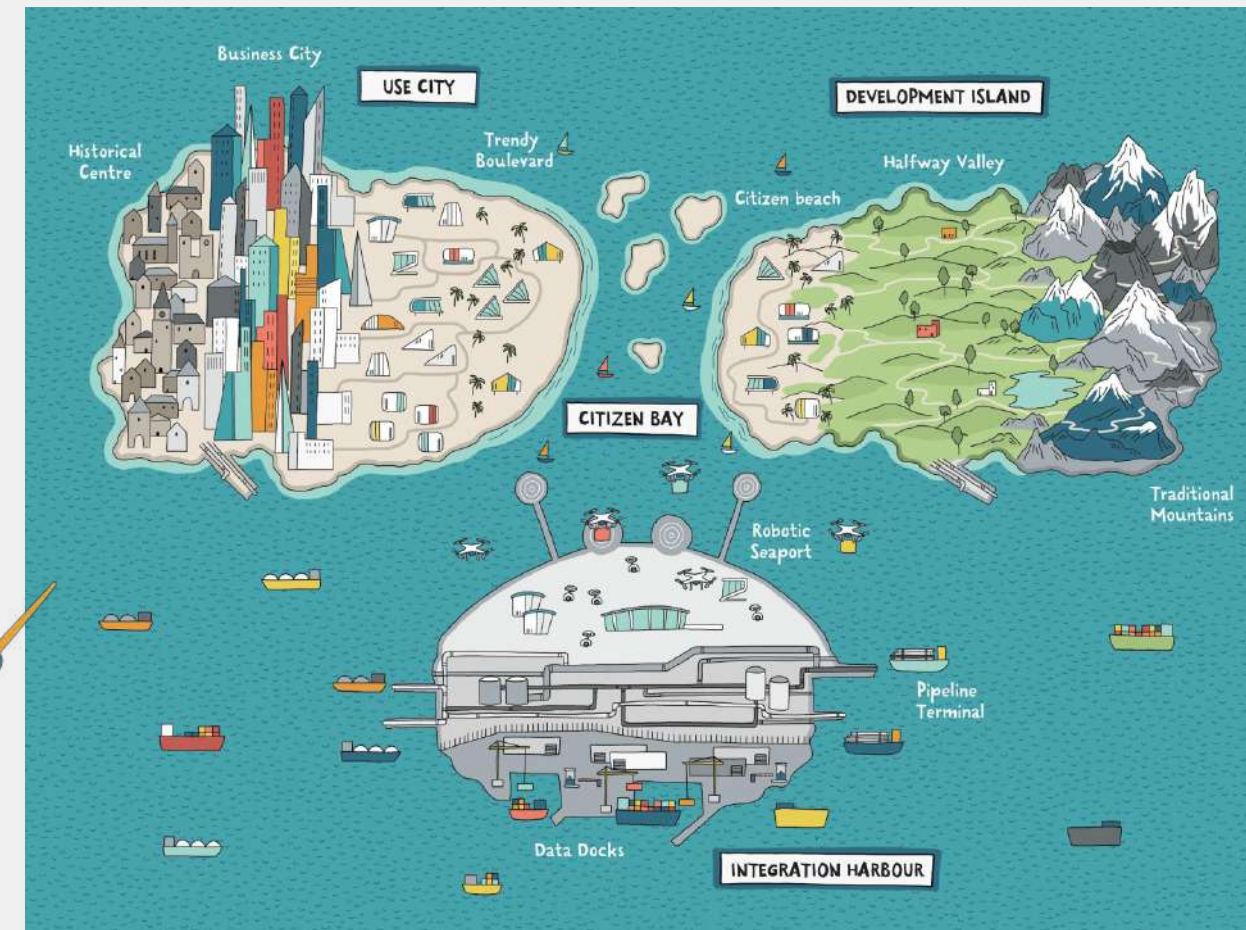 Business City
USE CITY
DEVELOPMENT ISLAND
Historical
Centre
Trendy
Boulevard
Halfway Valley
Citizen beach
CITIZEN BAY
Traditional
Mountains
Robotic
Seaport
Pipeline
Terminal
Data Docks
INTEGRATION HARBOUR